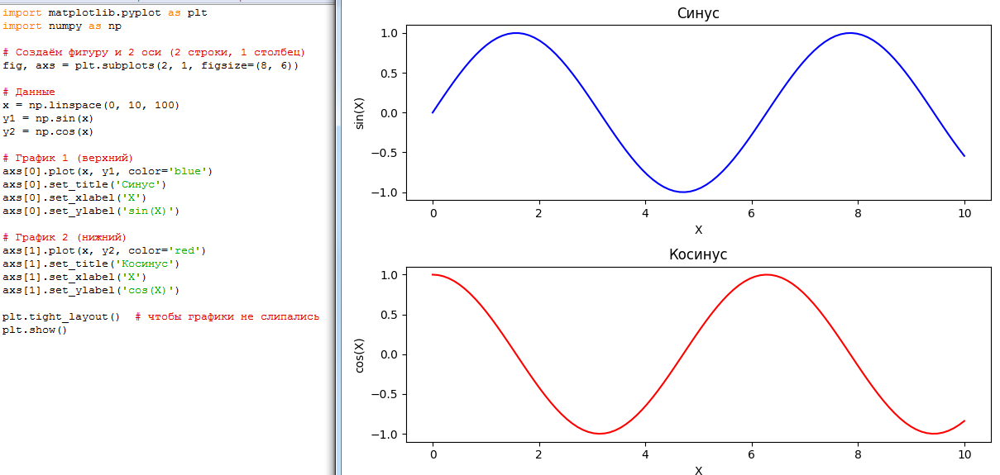 import matplotlib.pyplot as plt
import numpy as np
# Создаём фигуру и 2 оси (2 строки, 1 столбец)
fig, axs = plt.subplots(2, 1, figsize=(8, 6))
# Данные
x = np.linspace(0, 10, 100)
y1 = np.sin(x)
y2 = np.cos(x)
# График 1 (верхний)
axs[0].plot(x, y1, color='blue')
axs[0].set_title('Синус')
axs[0].set_xlabel('X')
axs[0].set_ylabel('sin(X)')
# График 2 (нижний)
axs[1].plot(x, y2, color='red')
axs[1].set_title('Косинус')
axs[1].set_xlabel('X')
axs[1].set_ylabel('cos(X)')
plt.tight_layout()  # чтобы графики не слипались
plt.show()
Синус
1.0
0.5
0.0
−0.5
−1.0
sin(X)
0 2 4 6 8 10
X
Косинус
1.0
0.5
0.0
−0.5
−1.0
cos(X)
0 2 4 6 8 10
X